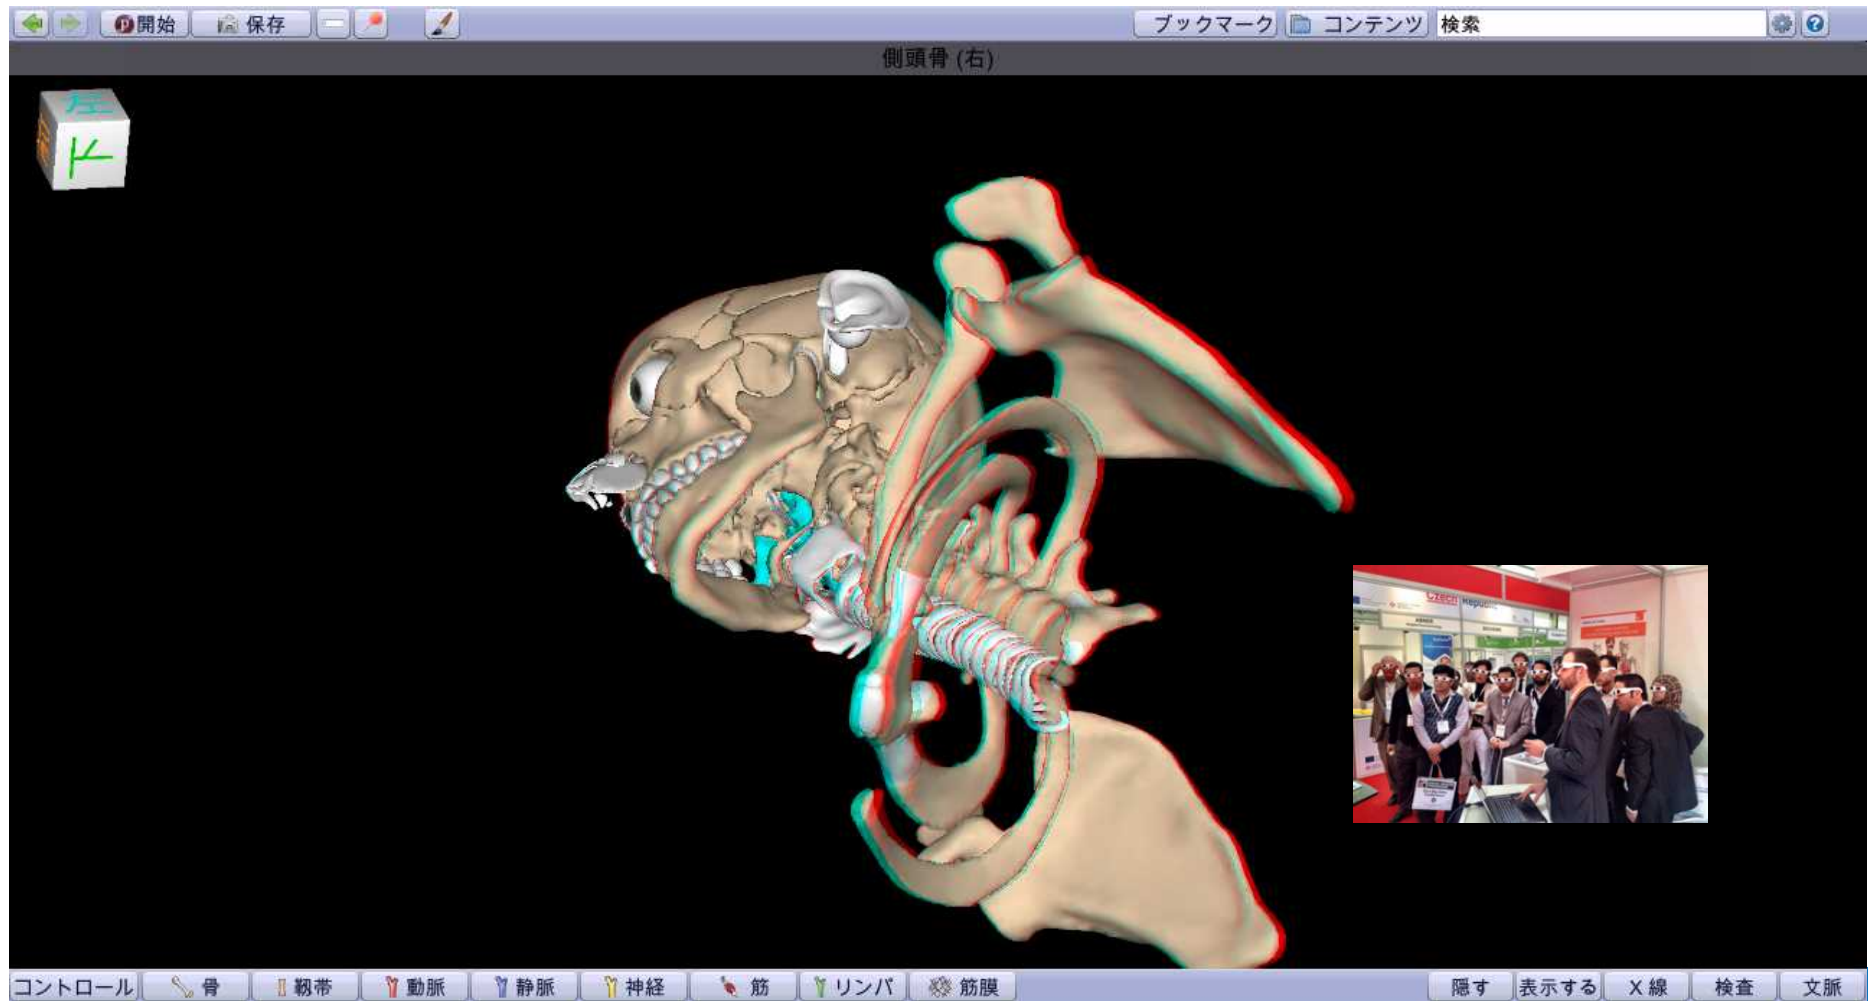 開始
保存
ブックマーク
コンテンツ
検索
側頭骨 (右)
左
下
Czech Republic
コントロール
骨
靱帯
動脈
静脈
神経
筋
リンパ
筋膜
隠す
表示する
X 線
検査
文脈